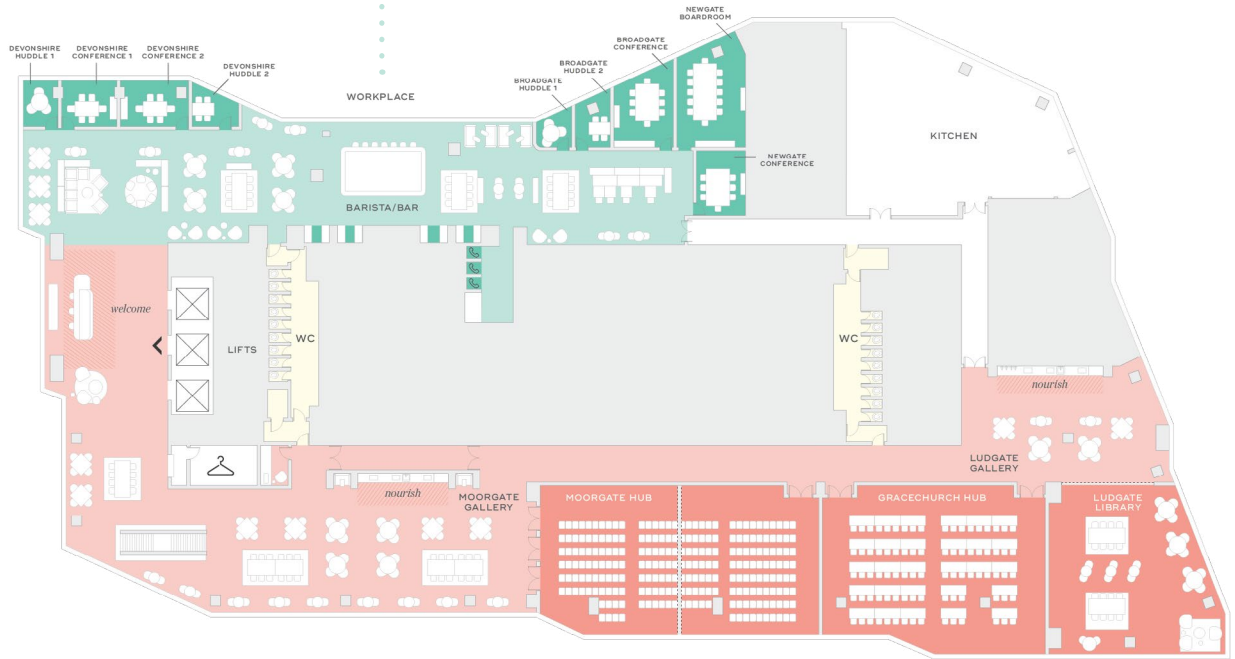 NEWGATE
BOARDROOM
DEVONSHIRE
HUDDLE 1
DEVONSHIRE
CONFERENCE 1
DEVONSHIRE
CONFERENCE 2
DEVONSHIRE
HUDDLE 2
BROADGATE
CONFERENCE
BROADGATE
HUDDLE 2
BROADGATE
HUDDLE 1
WORKPLACE
KITCHEN
NEWGATE
CONFERENCE
BARISTA/BAR
welcome
LIFTS
WC
WC
nourish
LUDGATE
GALLERY
nourish
MOORGATE
GALLERY
MOORGATE HUB
GRACECHURCH HUB
LUDGATE
LIBRARY